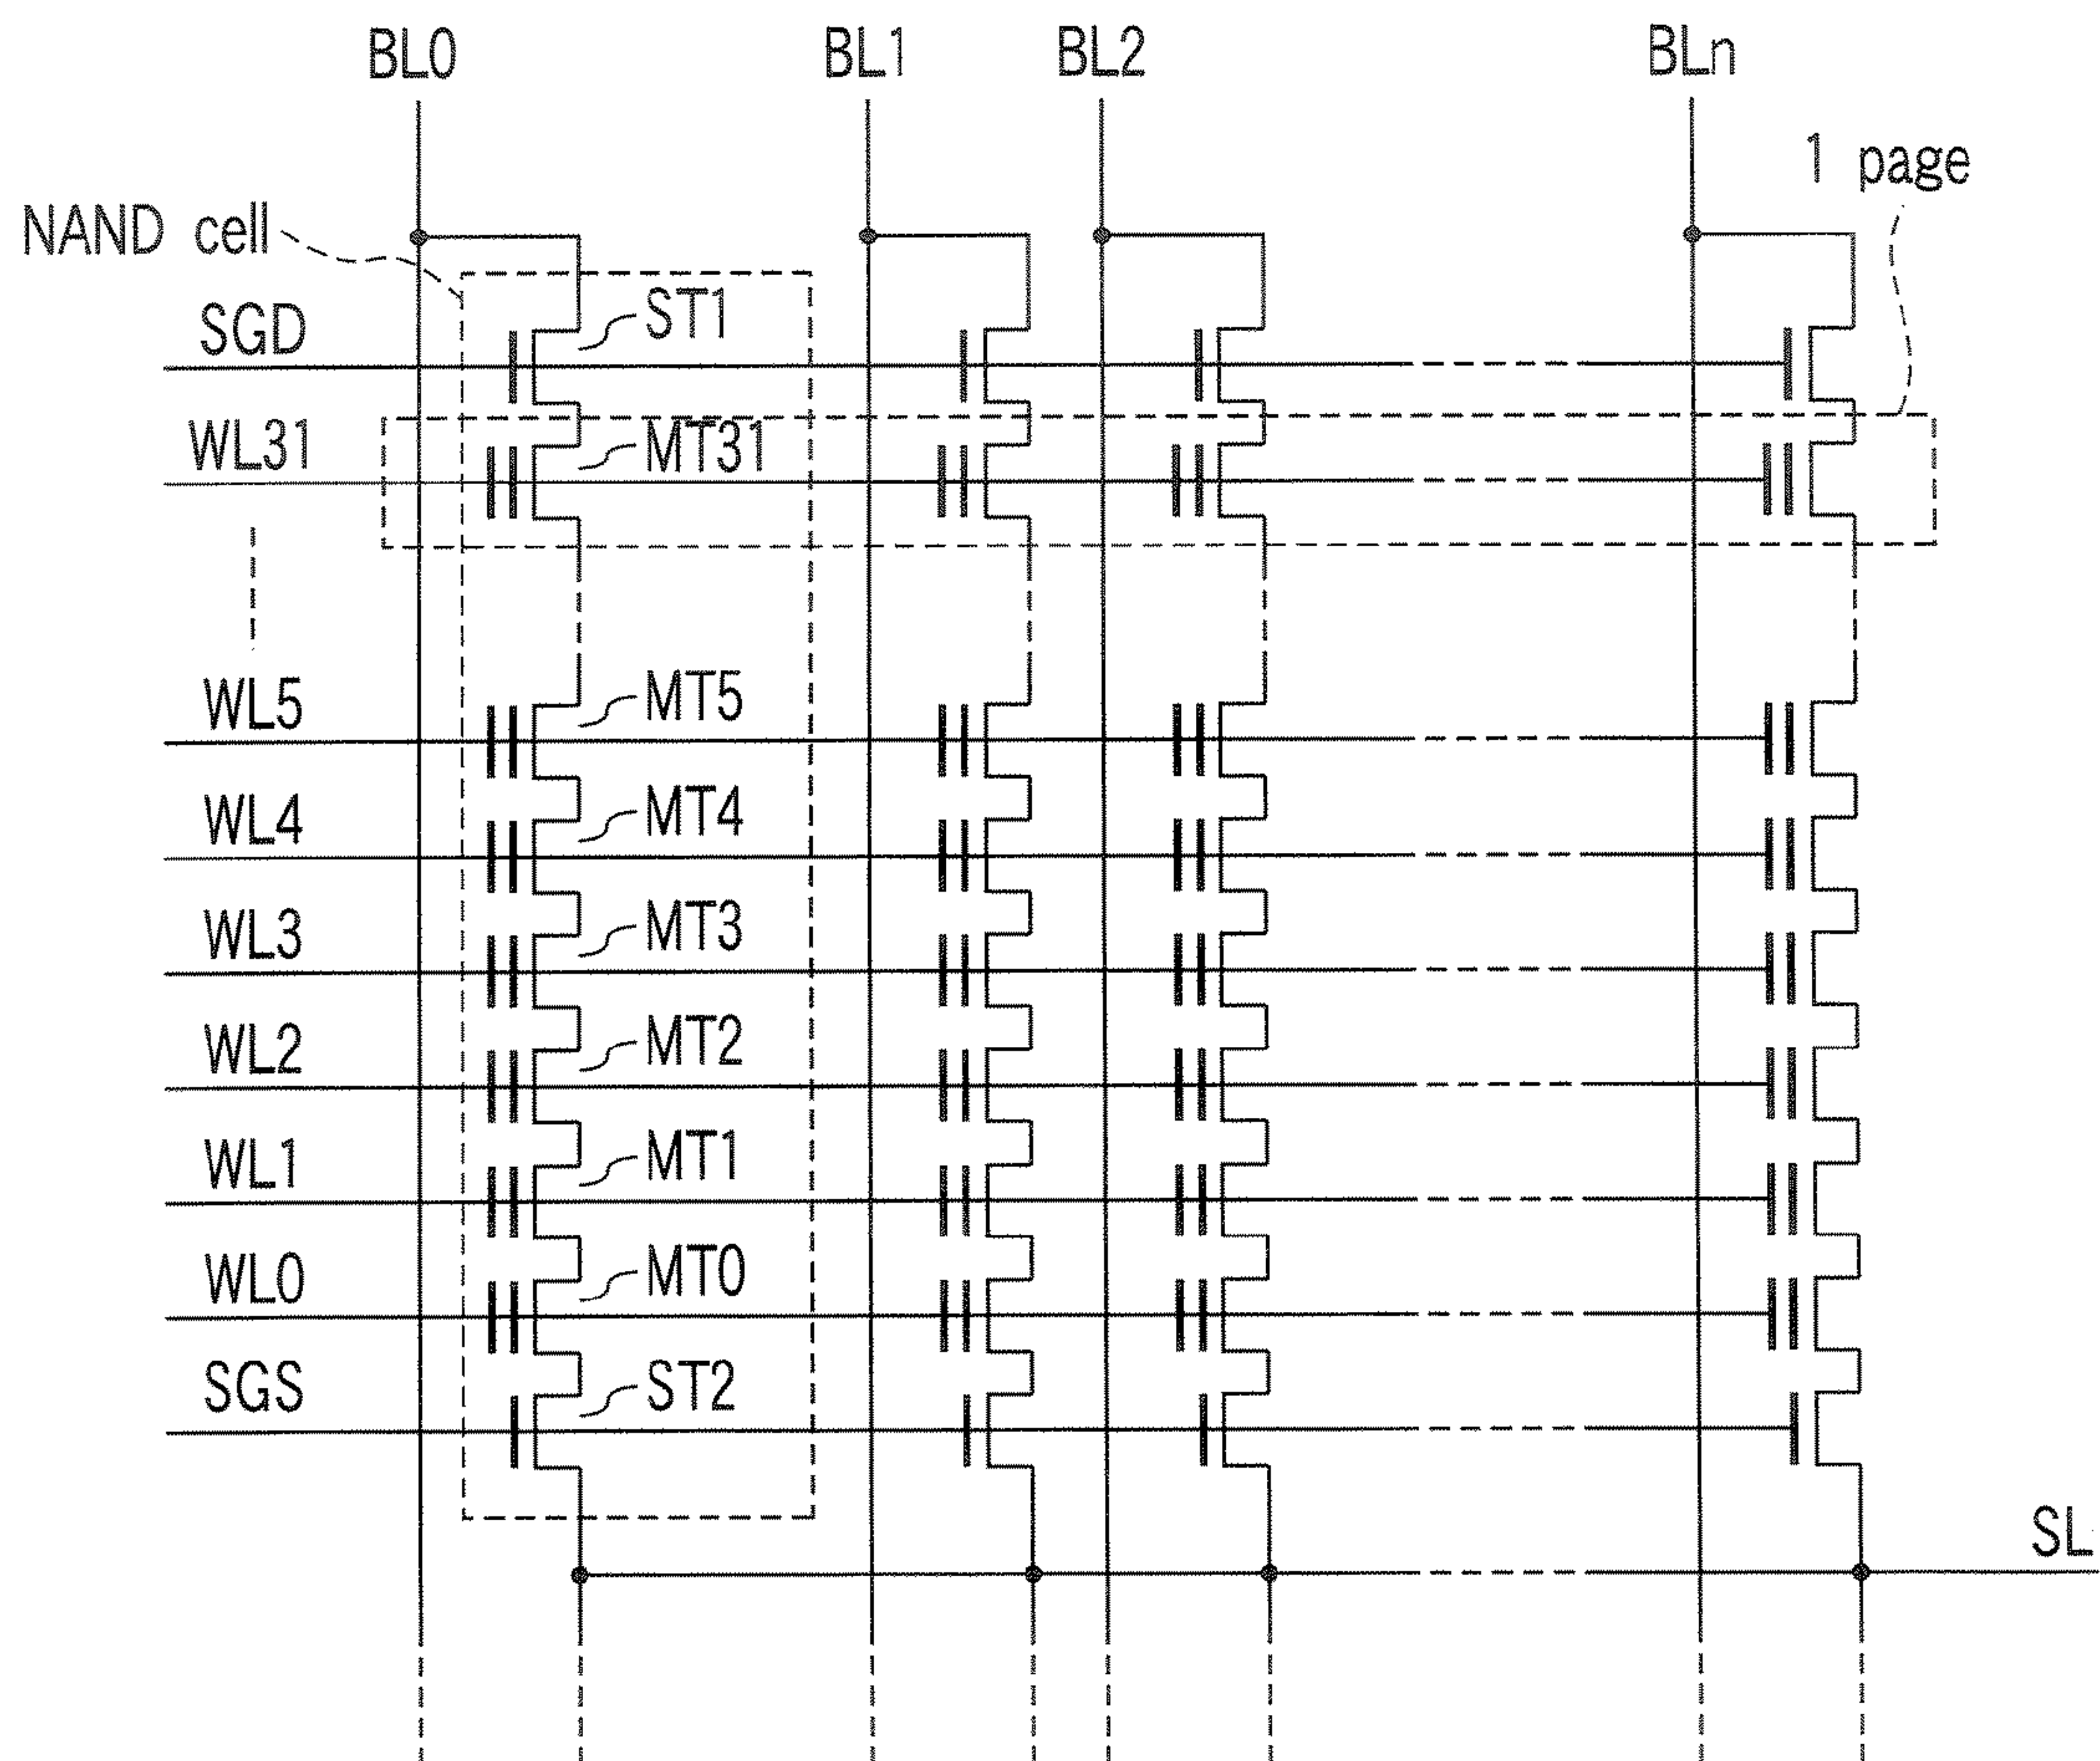 BL0 BL1 BL2 BLn
1 page
NAND cell
SGD ST1
WL31 MT31
WL5 MT5
WL4 MT4
WL3 MT3
WL2 MT2
WL1 MT1
WL0 MT0
SGS ST2
SL